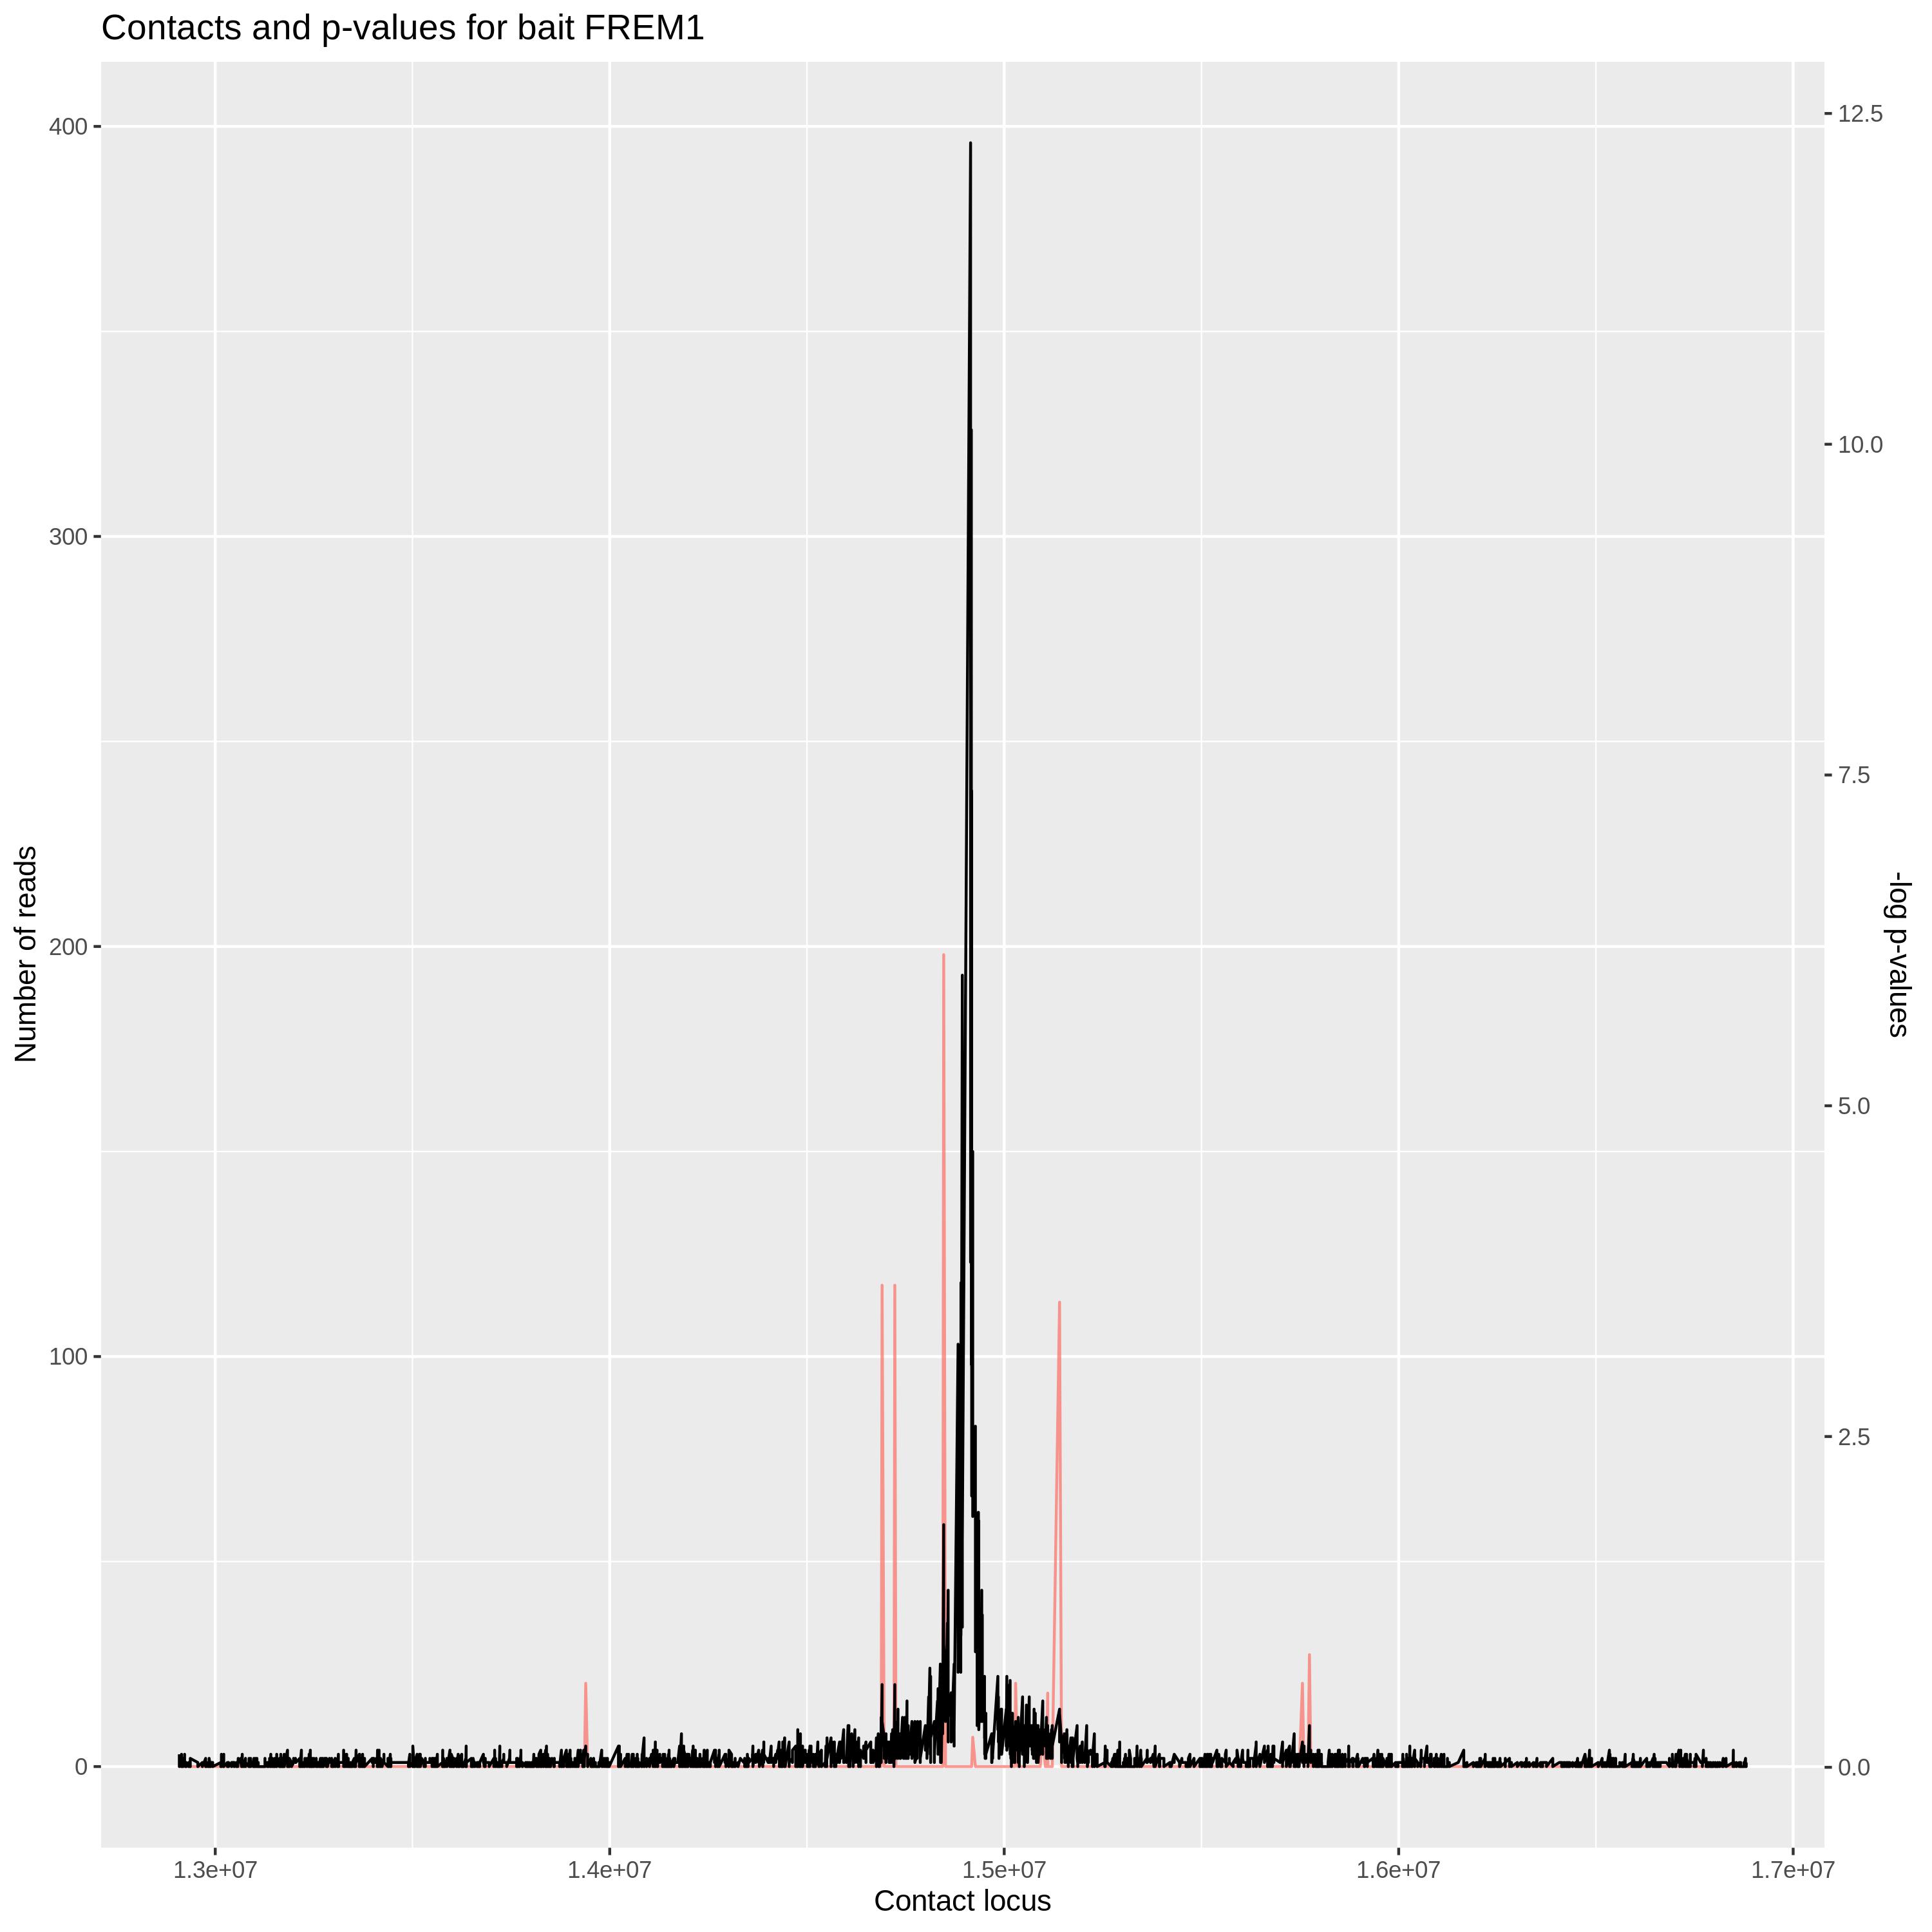 Contacts and p-values for bait FREM1
400
300
200
100
0
Number of reads
12.5
10.0
7.5
5.0
2.5
0.0
-log p-values
1.3e+07
1.4e+07
1.5e+07
1.6e+07
1.7e+07
Contact locus